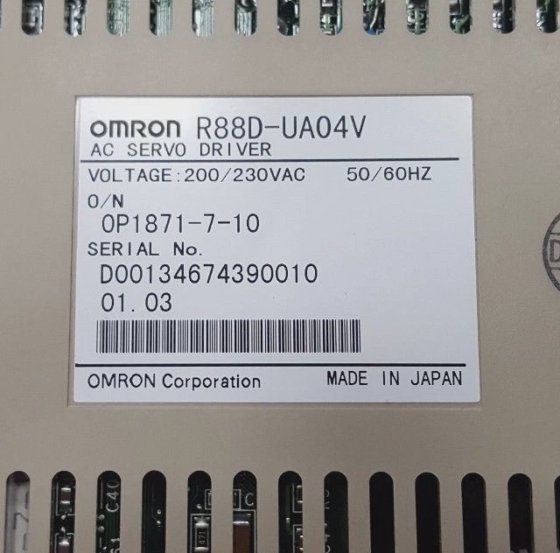 OMRON R88D-UA04V
AC SERVO DRIVER
VOLTAGE:200/230VAC 50/60HZ
O/N
OP1871-7-10
SERIAL No.
D00134674390010
01.03
OMRON Corporation MADE IN JAPAN